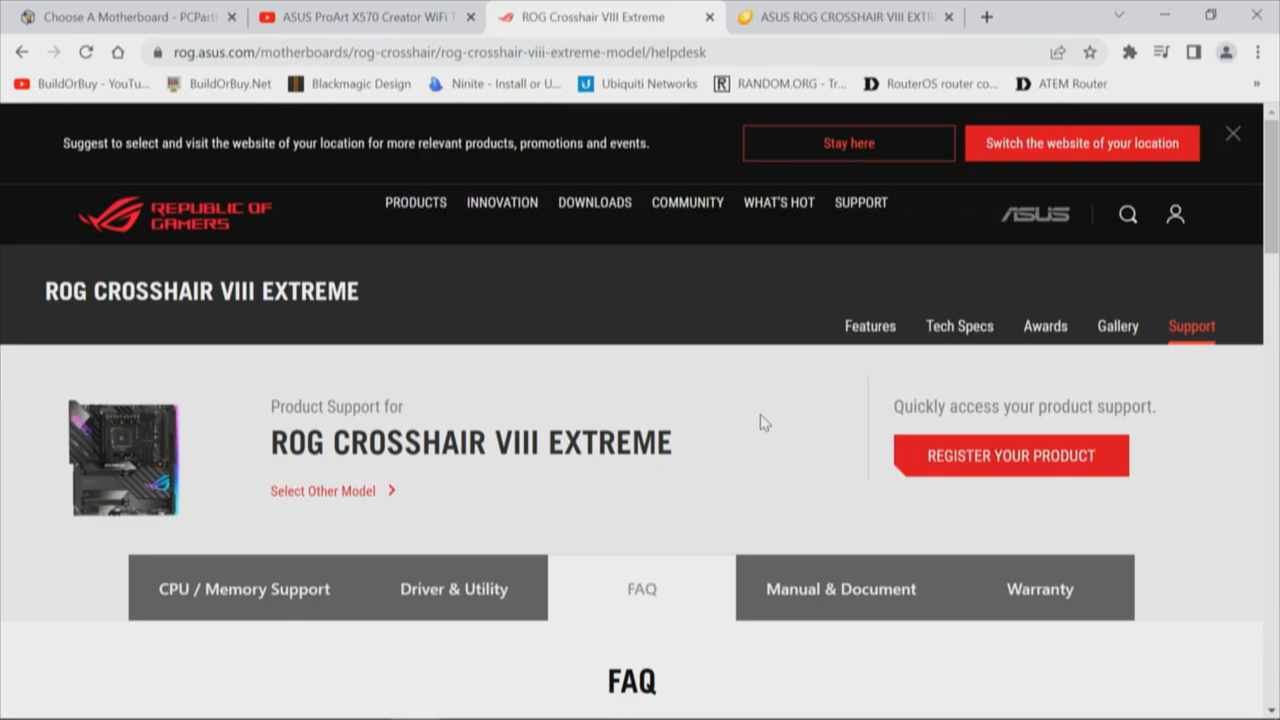 Choose A Motherboard - PCPart
ASUS ProArt X570 Creator WiFi
ROG Crosshair VIII Extreme
ASUS ROG CROSSHAIR VIII EXTR
rog.asus.com/motherboards/rog-crosshair/rog-crosshair-viii-extreme-model/helpdesk
BuildOrBuy - YouTu...
BuildOrBuy.Net
Blackmagic Design
Ninite - Install or U...
Ubiquiti Networks
RANDOM.ORG - Tr...
RouterOS router co...
ATEM Router
Suggest to select and visit the website of your location for more relevant products, promotions and events.
Stay here
Switch the website of your location
REPUBLIC OF
GAMERS
PRODUCTS
INNOVATION
DOWNLOADS
COMMUNITY
WHAT'S HOT
SUPPORT
ASUS
ROG CROSSHAIR VIII EXTREME
Features
Tech Specs
Awards
Gallery
Support
Product Support for
ROG CROSSHAIR VIII EXTREME
Select Other Model
Quickly access your product support.
REGISTER YOUR PRODUCT
CPU / Memory Support
Driver & Utility
FAQ
Manual & Document
Warranty
FAQ